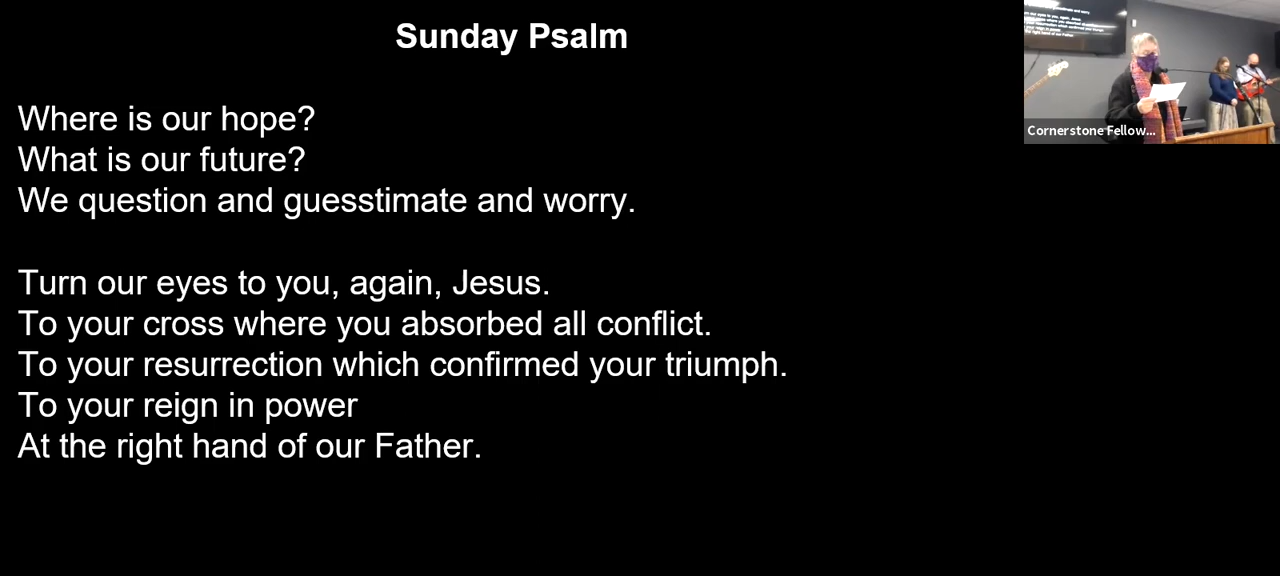 Sunday Psalm
Where is our hope?
What is our future?
We question and guesstimate and worry.
Turn our eyes to you, again, Jesus.
To your cross where you absorbed all conflict.
To your resurrection which confirmed your triumph.
To your reign in power
At the right hand of our Father.
Cornerstone Fellow...